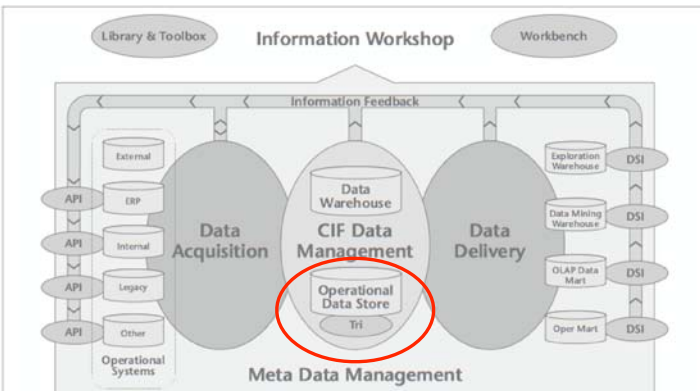 Library & Toolbox
Information Workshop
Workbench
Information Feedback
External
API
ERP
API
Internal
API
Legacy
API
Other
Operational
Systems
Data
Acquisition
Data
Warehouse
CIF Data
Management
Operational
Data Store
Tri
Data
Delivery
Exploration
Warehouse
DSI
Data Mining
Warehouse
DSI
OLAP Data
Mart
DSI
Oper Mart
DSI
Meta Data Management